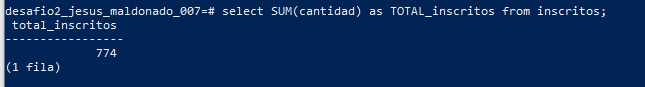 desafio2_jesus_maldonado_007=# select SUM(cantidad) as TOTAL_inscritos from inscritos;
 total_inscritos
-----------------
             774
(1 fila)